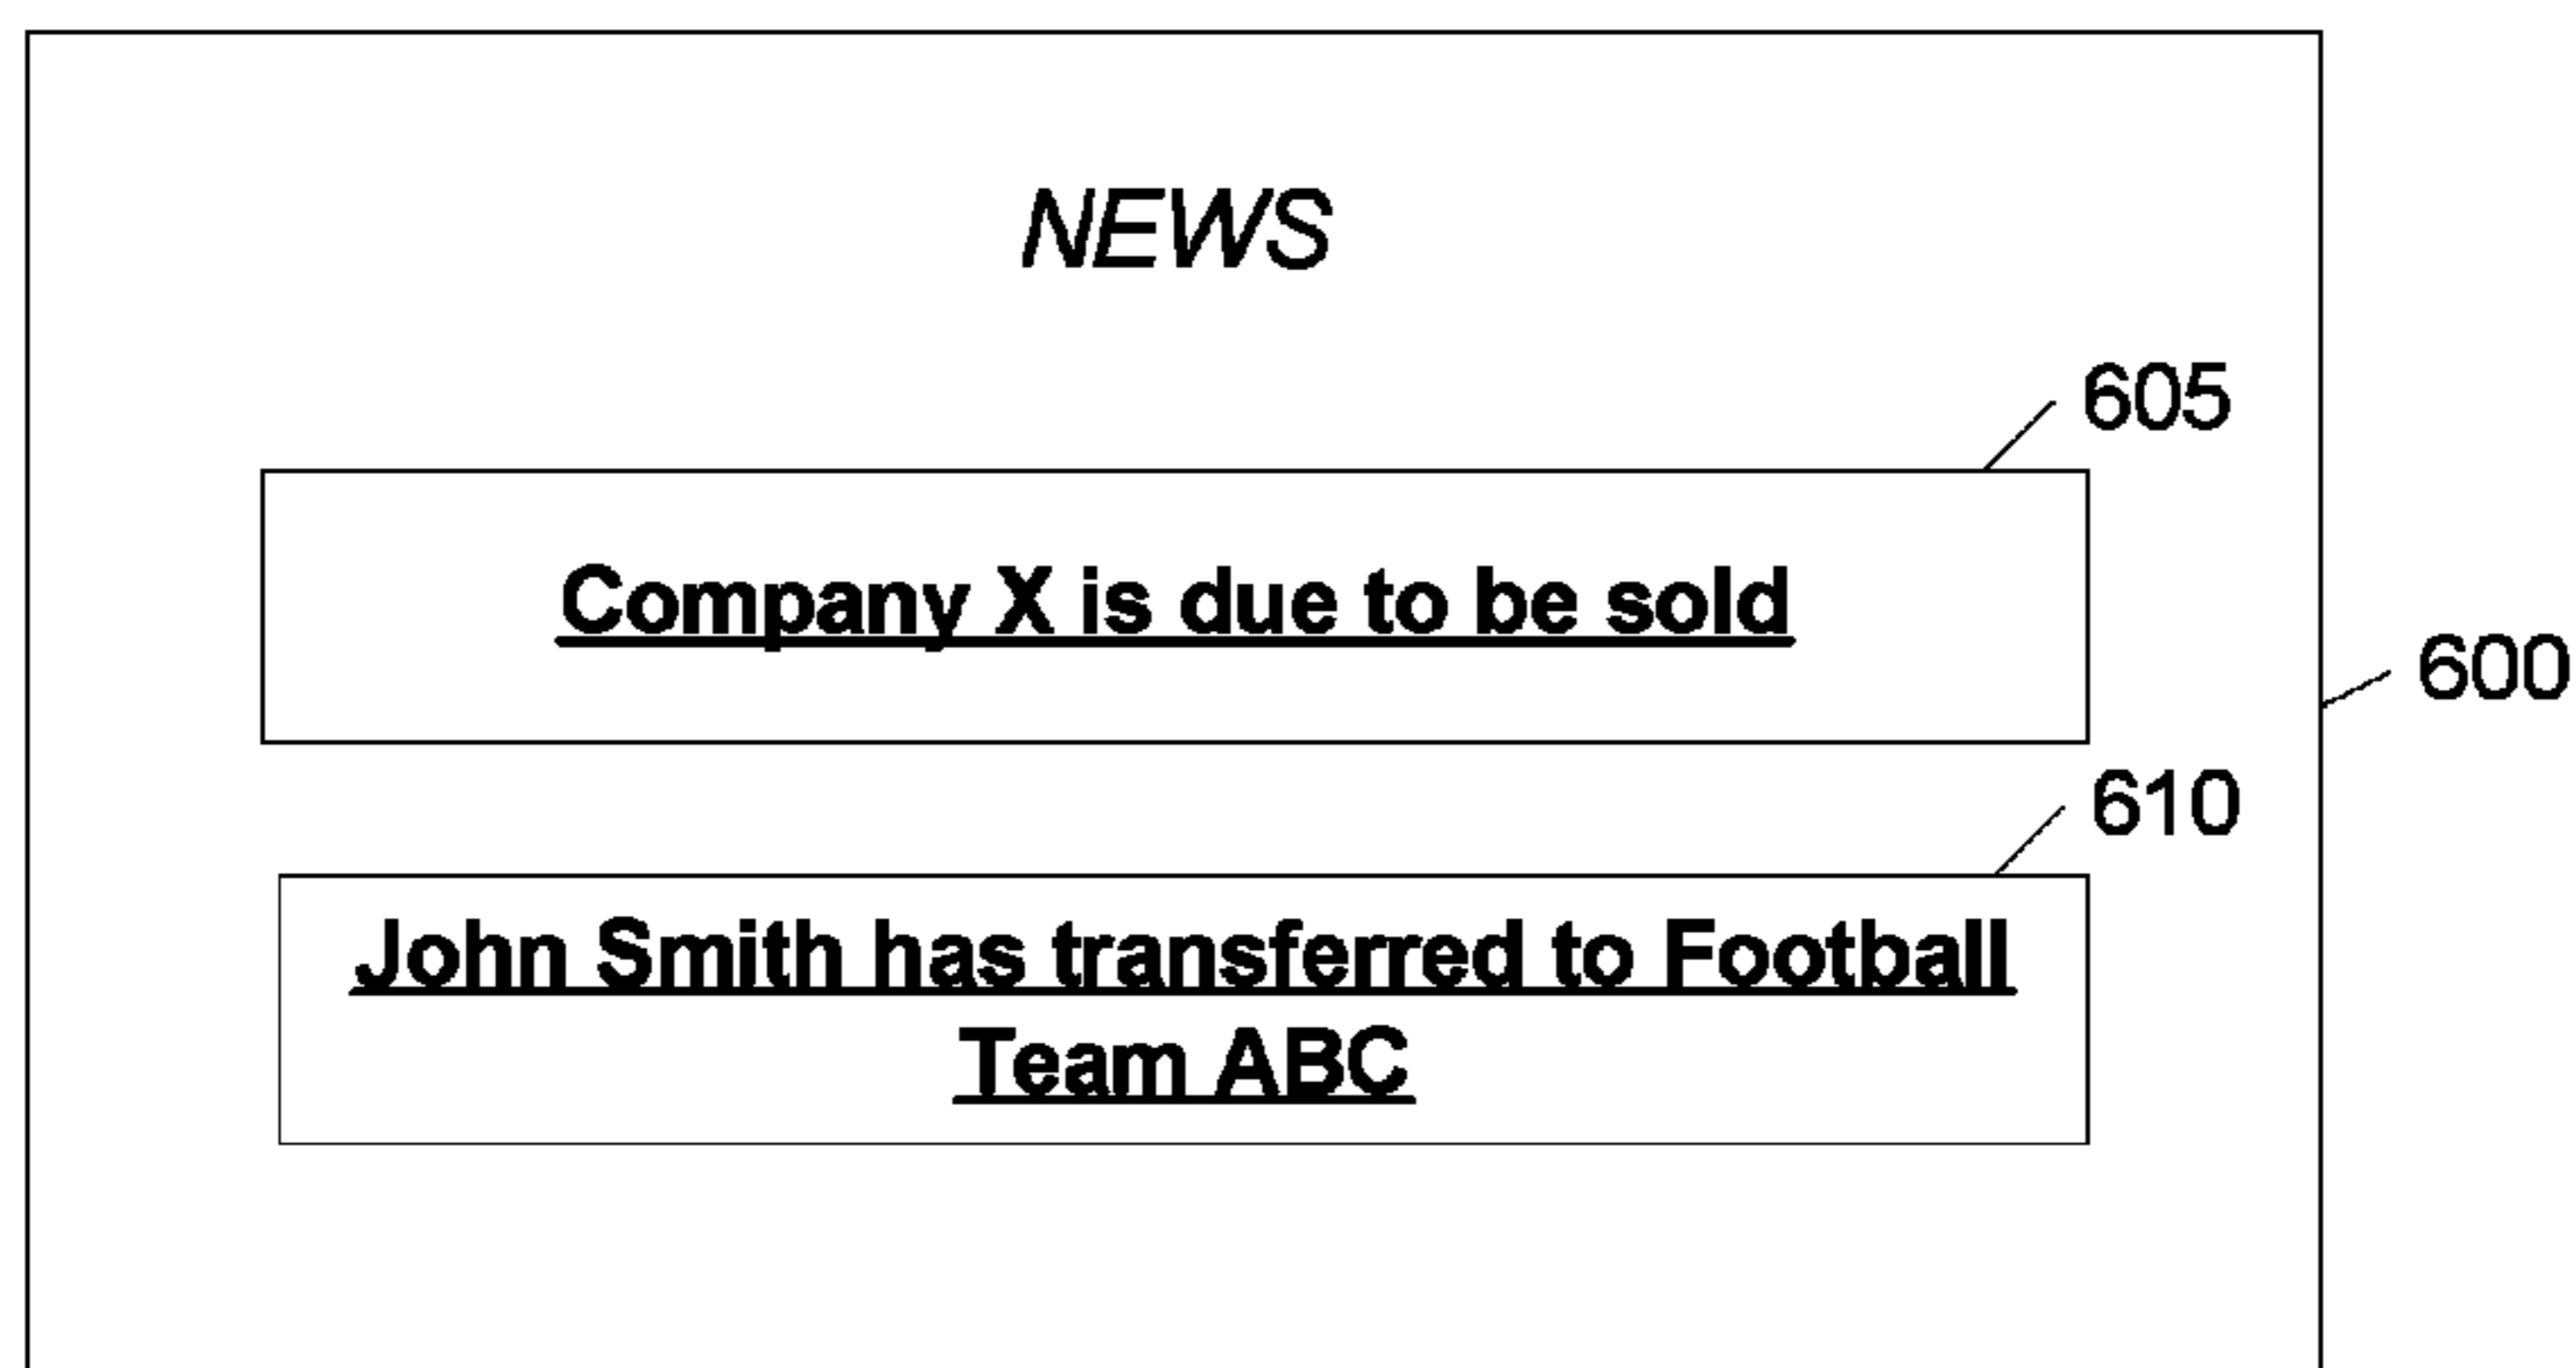 NEWS
605
Company X is due to be sold
600
610
John Smith has transferred to Football
Team ABC